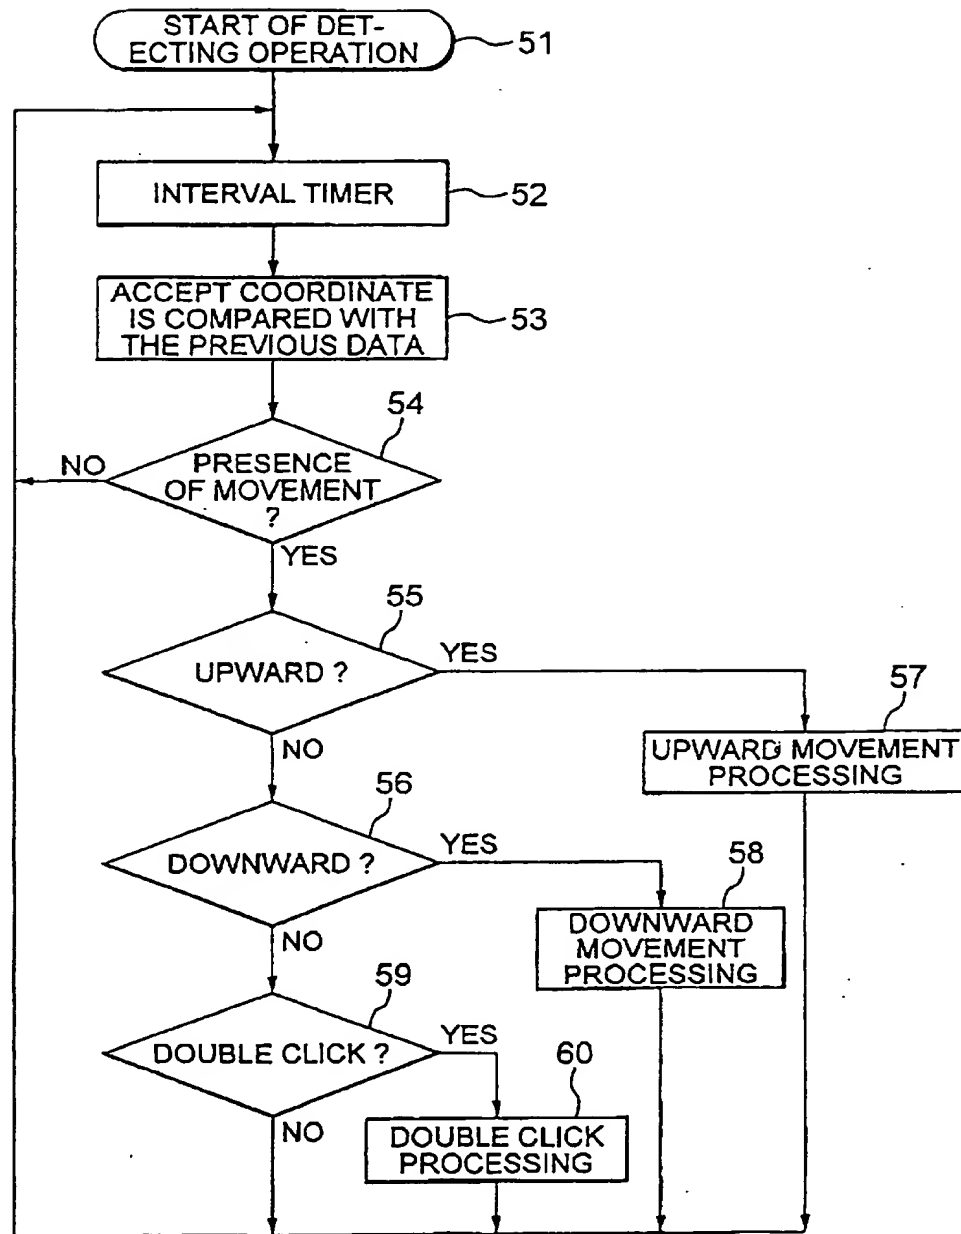 START OF DET-
ECTING OPERATION
51
INTERVAL TIMER
52
ACCEPT COORDINATE
IS COMPARED WITH
THE PREVIOUS DATA
53
54
NO
PRESENCE
OF MOVEMENT
?
YES
55
UPWARD ?
YES
NO
57
UPWARD MOVEMENT
PROCESSING
56
DOWNWARD ?
YES
NO
58
DOWNWARD
MOVEMENT
PROCESSING
59
DOUBLE CLICK ?
YES
NO
60
DOUBLE CLICK
PROCESSING